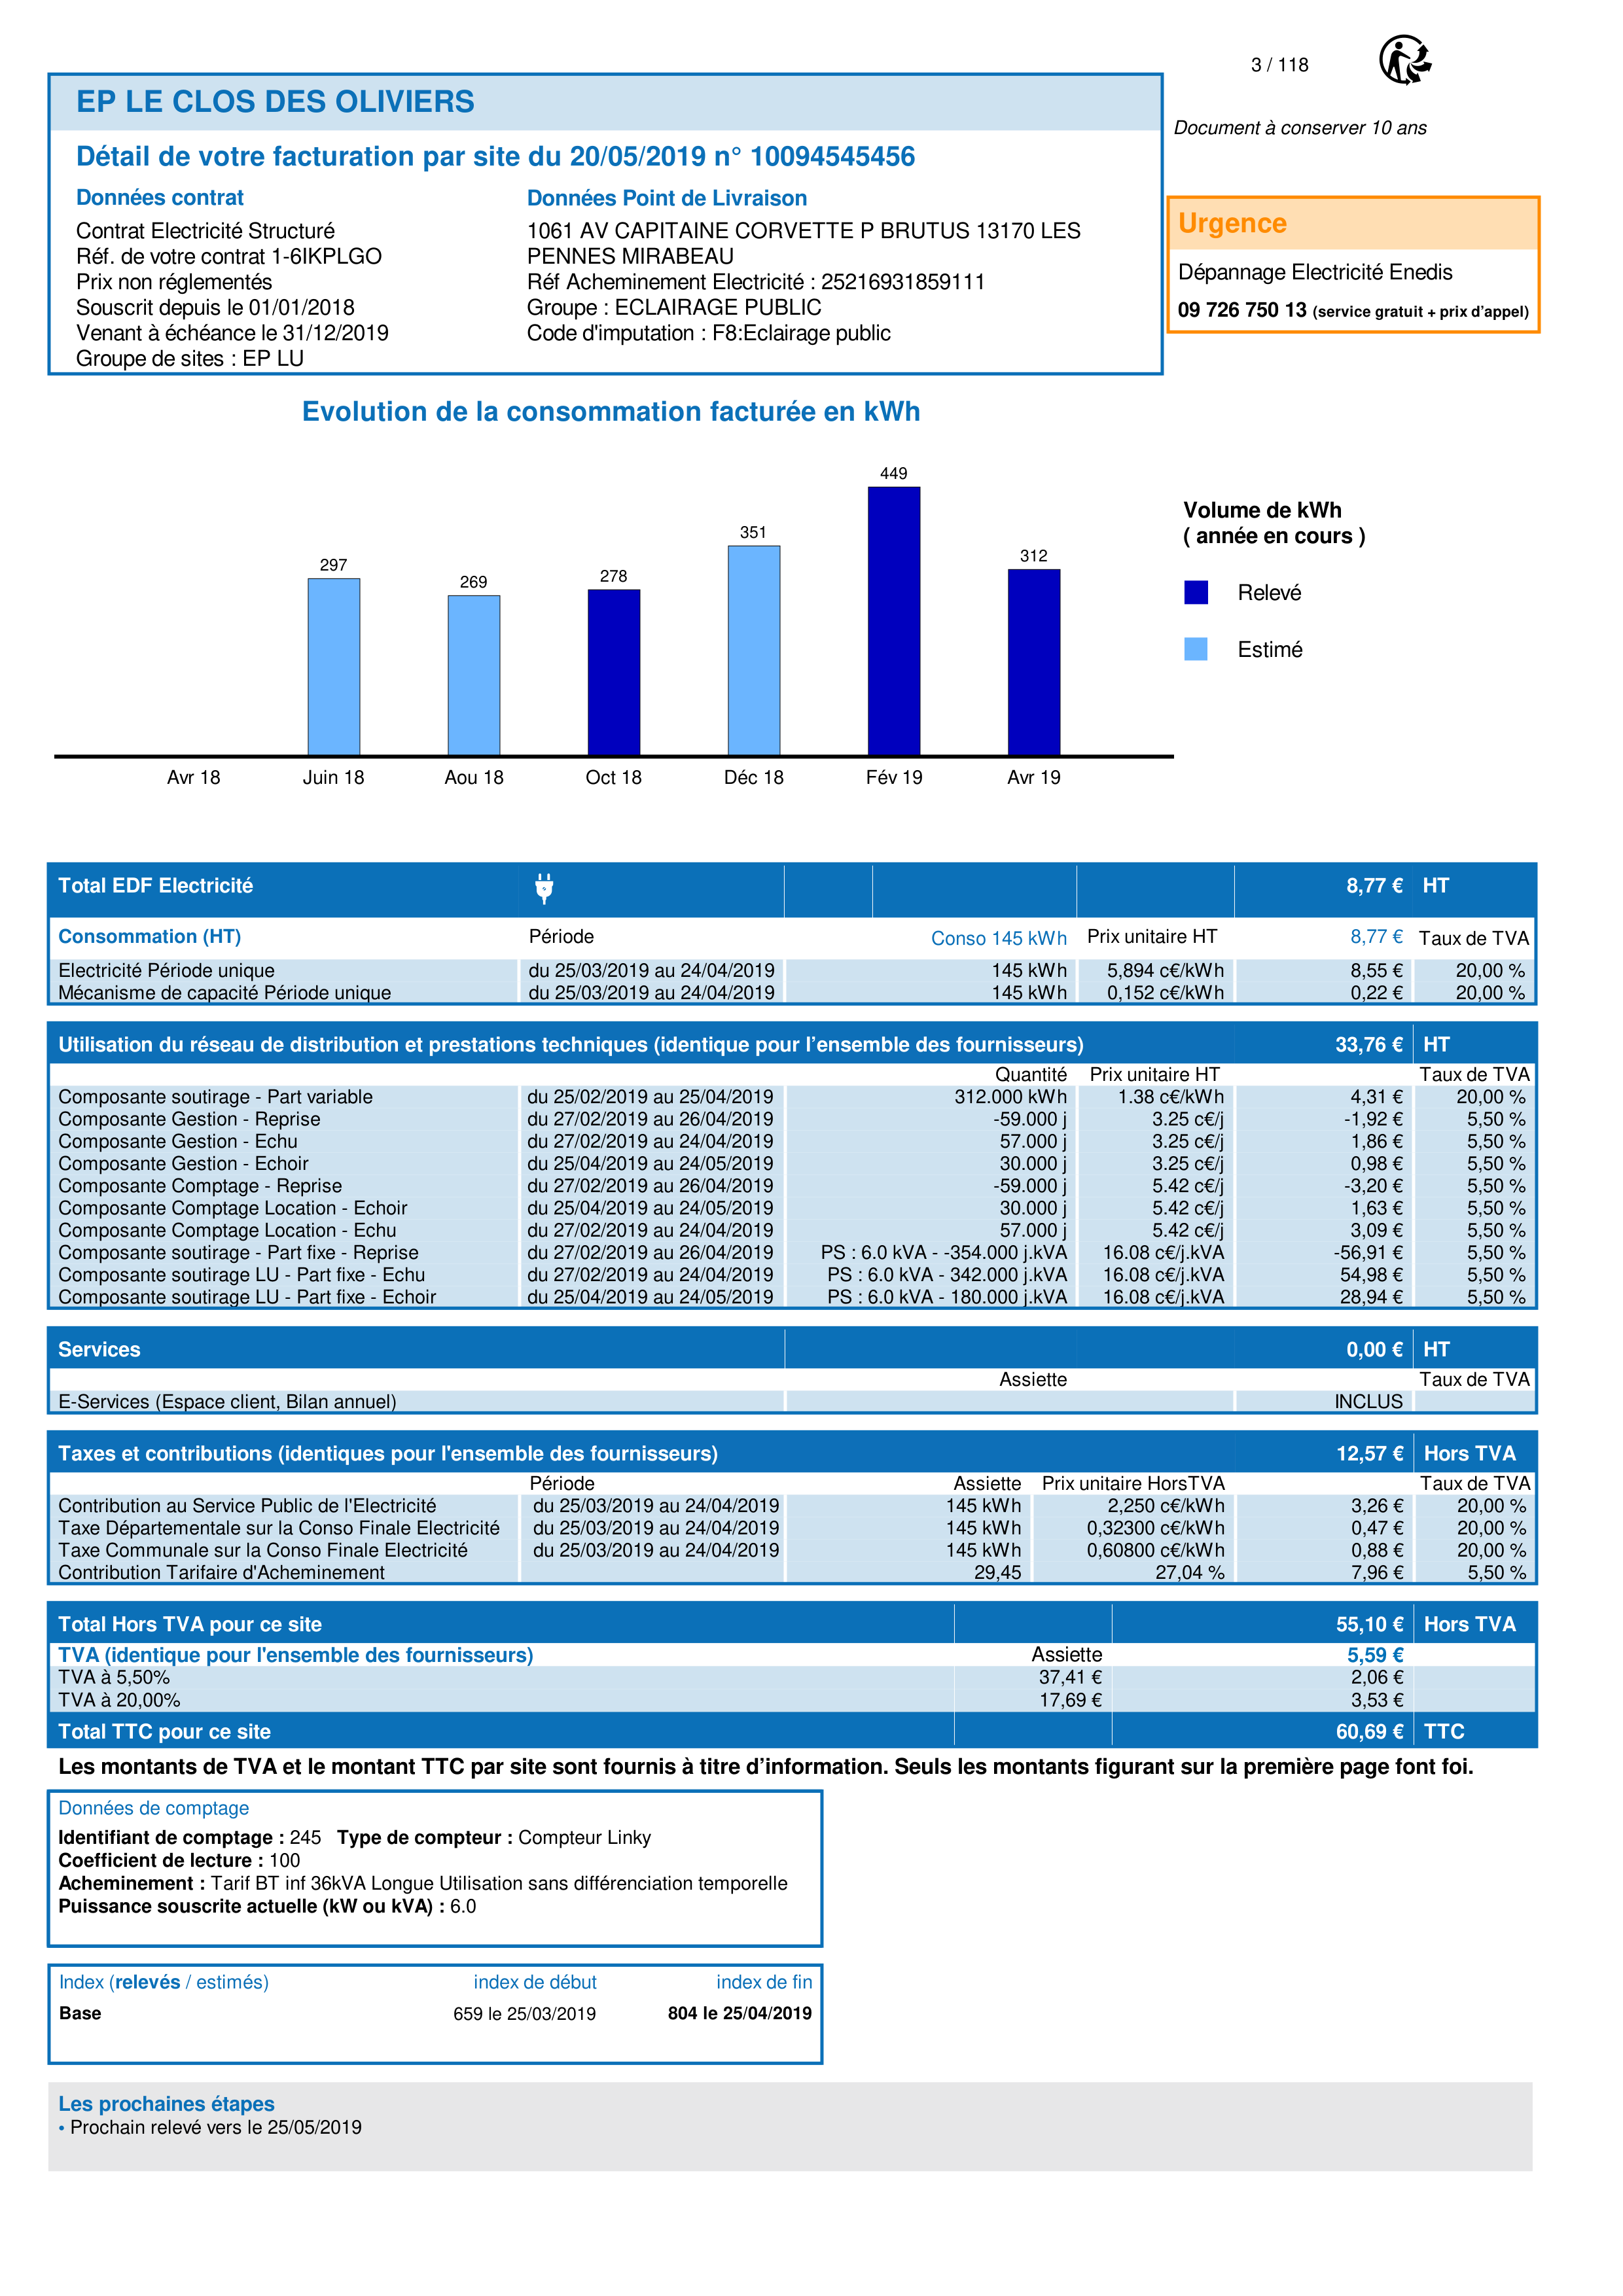 3 / 118
EP LE CLOS DES OLIVIERS
Document à conserver 10 ans
Détail de votre facturation par site du 20/05/2019 n° 10094545456
Données contrat
Contrat Electricité Structuré
Réf. de votre contrat 1-6IKPLGO
Prix non réglementés
Souscrit depuis le 01/01/2018
Venant à échéance le 31/12/2019
Groupe de sites : EP LU
Données Point de Livraison
1061 AV CAPITAINE CORVETTE P BRUTUS 13170 LES
PENNES MIRABEAU
Réf Acheminement Electricité : 25216931859111
Groupe : ECLAIRAGE PUBLIC
Code d'imputation : F8:Eclairage public
Urgence
Dépannage Electricité Enedis
09 726 750 13 (service gratuit + prix d’appel)
Evolution de la consommation facturée en kWh
297
269
278
351
449
312
Avr 18 Juin 18 Aou 18 Oct 18 Déc 18 Fév 19 Avr 19
Volume de kWh
( année en cours )
Relevé
Estimé
Total EDF Electricité 8,77 € HT
Consommation (HT) Période Conso 145 kWh Prix unitaire HT 8,77 € Taux de TVA
Electricité Période unique du 25/03/2019 au 24/04/2019 145 kWh 5,894 c€/kWh 8,55 € 20,00 %
Mécanisme de capacité Période unique du 25/03/2019 au 24/04/2019 145 kWh 0,152 c€/kWh 0,22 € 20,00 %
Utilisation du réseau de distribution et prestations techniques (identique pour l’ensemble des fournisseurs) 33,76 € HT
Quantité Prix unitaire HT Taux de TVA
Composante soutirage - Part variable du 25/02/2019 au 25/04/2019 312.000 kWh 1.38 c€/kWh 4,31 € 20,00 %
Composante Gestion - Reprise du 27/02/2019 au 26/04/2019 -59.000 j 3.25 c€/j -1,92 € 5,50 %
Composante Gestion - Echu du 27/02/2019 au 24/04/2019 57.000 j 3.25 c€/j 1,86 € 5,50 %
Composante Gestion - Echoir du 25/04/2019 au 24/05/2019 30.000 j 3.25 c€/j 0,98 € 5,50 %
Composante Comptage - Reprise du 27/02/2019 au 26/04/2019 -59.000 j 5.42 c€/j -3,20 € 5,50 %
Composante Comptage Location - Echoir du 25/04/2019 au 24/05/2019 30.000 j 5.42 c€/j 1,63 € 5,50 %
Composante Comptage Location - Echu du 27/02/2019 au 24/04/2019 57.000 j 5.42 c€/j 3,09 € 5,50 %
Composante soutirage - Part fixe - Reprise du 27/02/2019 au 26/04/2019 PS : 6.0 kVA - -354.000 j.kVA 16.08 c€/j.kVA -56,91 € 5,50 %
Composante soutirage LU - Part fixe - Echu du 27/02/2019 au 24/04/2019 PS : 6.0 kVA - 342.000 j.kVA 16.08 c€/j.kVA 54,98 € 5,50 %
Composante soutirage LU - Part fixe - Echoir du 25/04/2019 au 24/05/2019 PS : 6.0 kVA - 180.000 j.kVA 16.08 c€/j.kVA 28,94 € 5,50 %
Services 0,00 € HT
Assiette Taux de TVA
E-Services (Espace client, Bilan annuel) INCLUS
Taxes et contributions (identiques pour l'ensemble des fournisseurs) 12,57 € Hors TVA
Période Assiette Prix unitaire HorsTVA Taux de TVA
Contribution au Service Public de l'Electricité du 25/03/2019 au 24/04/2019 145 kWh 2,250 c€/kWh 3,26 € 20,00 %
Taxe Départementale sur la Conso Finale Electricité du 25/03/2019 au 24/04/2019 145 kWh 0,32300 c€/kWh 0,47 € 20,00 %
Taxe Communale sur la Conso Finale Electricité du 25/03/2019 au 24/04/2019 145 kWh 0,60800 c€/kWh 0,88 € 20,00 %
Contribution Tarifaire d'Acheminement 29,45 27,04 % 7,96 € 5,50 %
Total Hors TVA pour ce site 55,10 € Hors TVA
TVA (identique pour l'ensemble des fournisseurs) Assiette 5,59 €
TVA à 5,50% 37,41 € 2,06 €
TVA à 20,00% 17,69 € 3,53 €
Total TTC pour ce site 60,69 € TTC
Les montants de TVA et le montant TTC par site sont fournis à titre d’information. Seuls les montants figurant sur la première page font foi.
Données de comptage
Identifiant de comptage : 245 Type de compteur : Compteur Linky
Coefficient de lecture : 100
Acheminement : Tarif BT inf 36kVA Longue Utilisation sans différenciation temporelle
Puissance souscrite actuelle (kW ou kVA) : 6.0
Index (relevés / estimés) index de début index de fin
Base 659 le 25/03/2019 804 le 25/04/2019
Les prochaines étapes
• Prochain relevé vers le 25/05/2019